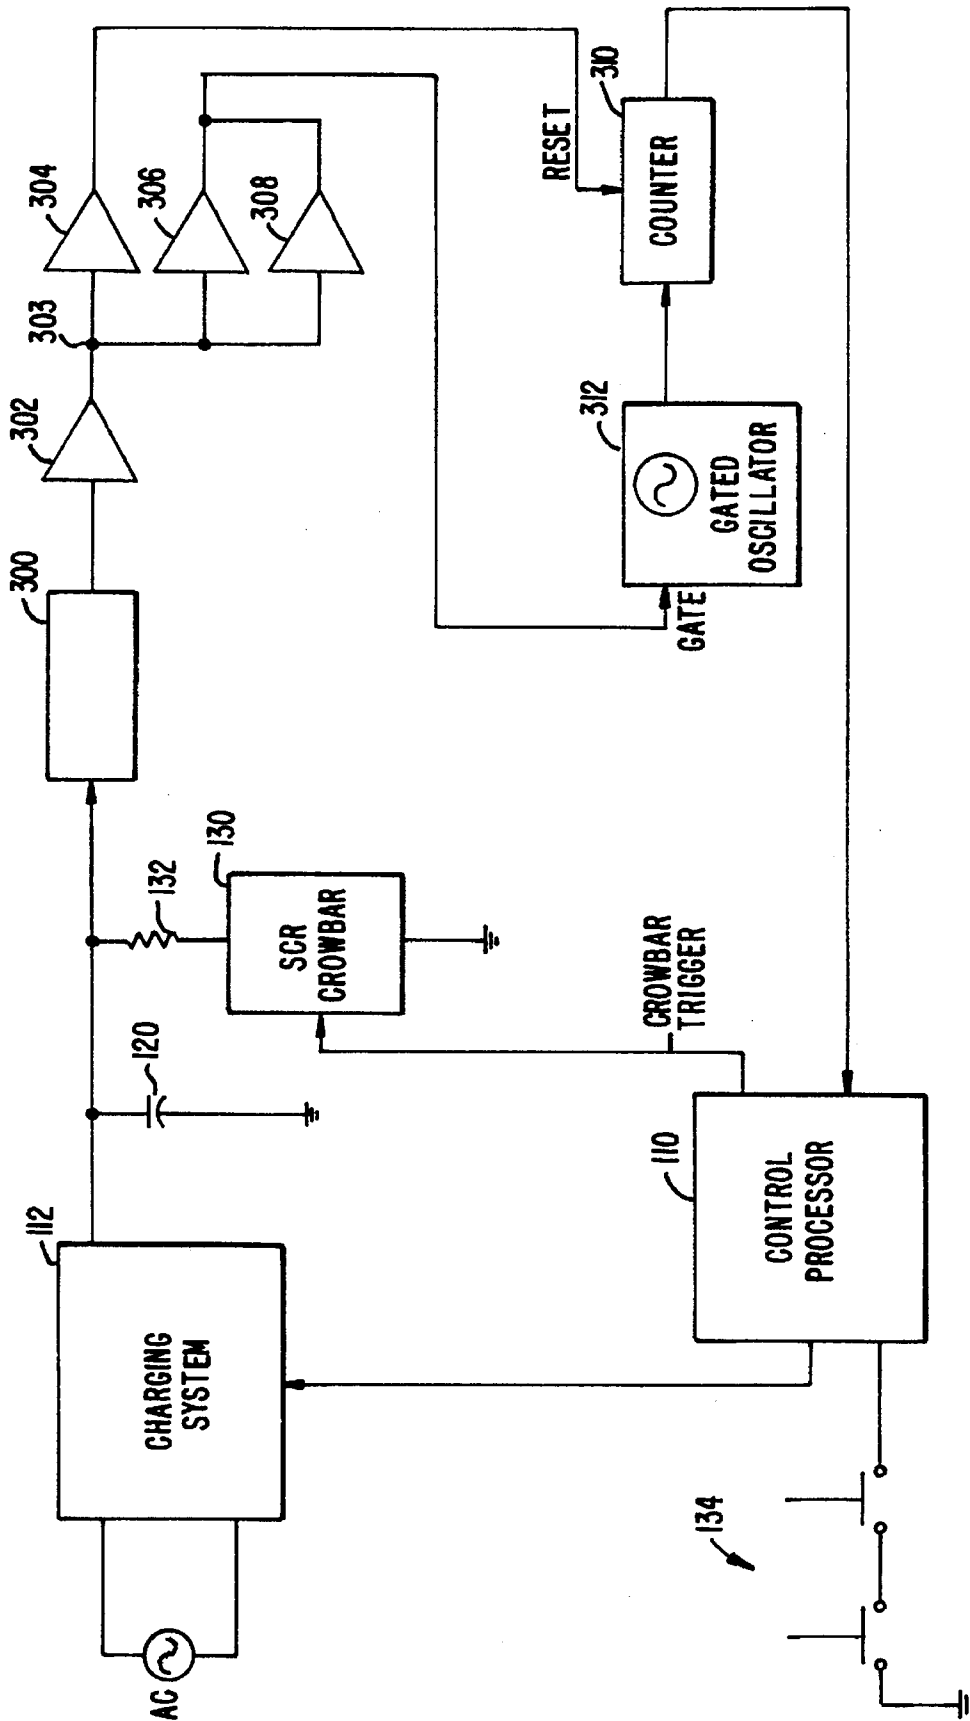 AC
CHARGING
SYSTEM
112
120
132
SCR
CROWBAR
130
300
302
303
304
306
308
CROWBAR
TRIGGER
GATE
GATED
OSCILLATOR
312
RESET
COUNTER
310
134
CONTROL
PROCESSOR
110